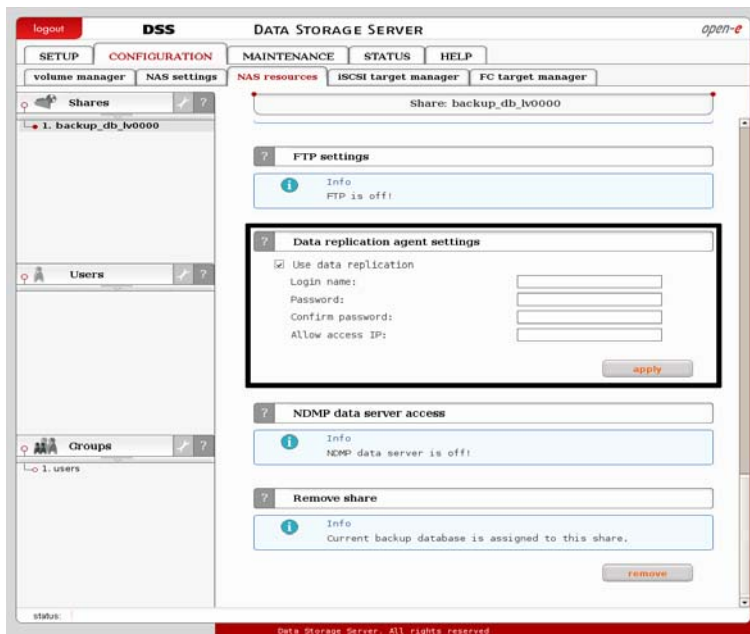 logout
DSS
DATA STORAGE SERVER
open-e
SETUP
CONFIGURATION
MAINTENANCE
STATUS
HELP
volume manager
NAS settings
NAS resources
iSCSI target manager
FC target manager
Shares
?
1. backup_db_lv0000
Users
?
Groups
?
1. users
Share: backup_db_lv0000
? FTP settings
Info
FTP is off!
? Data replication agent settings
Use data replication
Login name:
Password:
Confirm password:
Allow access IP:
apply
? NDMP data server access
Info
NDMP data server is off!
? Remove share
Info
Current backup database is assigned to this share.
remove
status:
Data Storage Server. All rights reserved